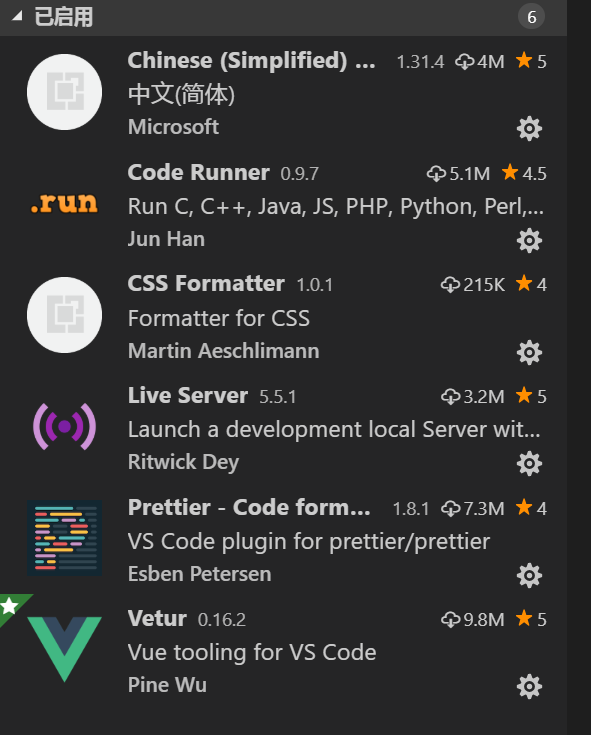 已启用 6
Chinese (Simplified) ... 1.31.4 4M 5
中文(简体)
Microsoft
.run
Code Runner 0.9.7 5.1M 4.5
Run C, C++, Java, JS, PHP, Python, Perl,...
Jun Han
CSS Formatter 1.0.1 215K 4
Formatter for CSS
Martin Aeschlimann
Live Server 5.5.1 3.2M 5
Launch a development local Server wit...
Ritwick Dey
Prettier - Code form... 1.8.1 7.3M 4
VS Code plugin for prettier/prettier
Esben Petersen
Vetur 0.16.2 9.8M 5
Vue tooling for VS Code
Pine Wu